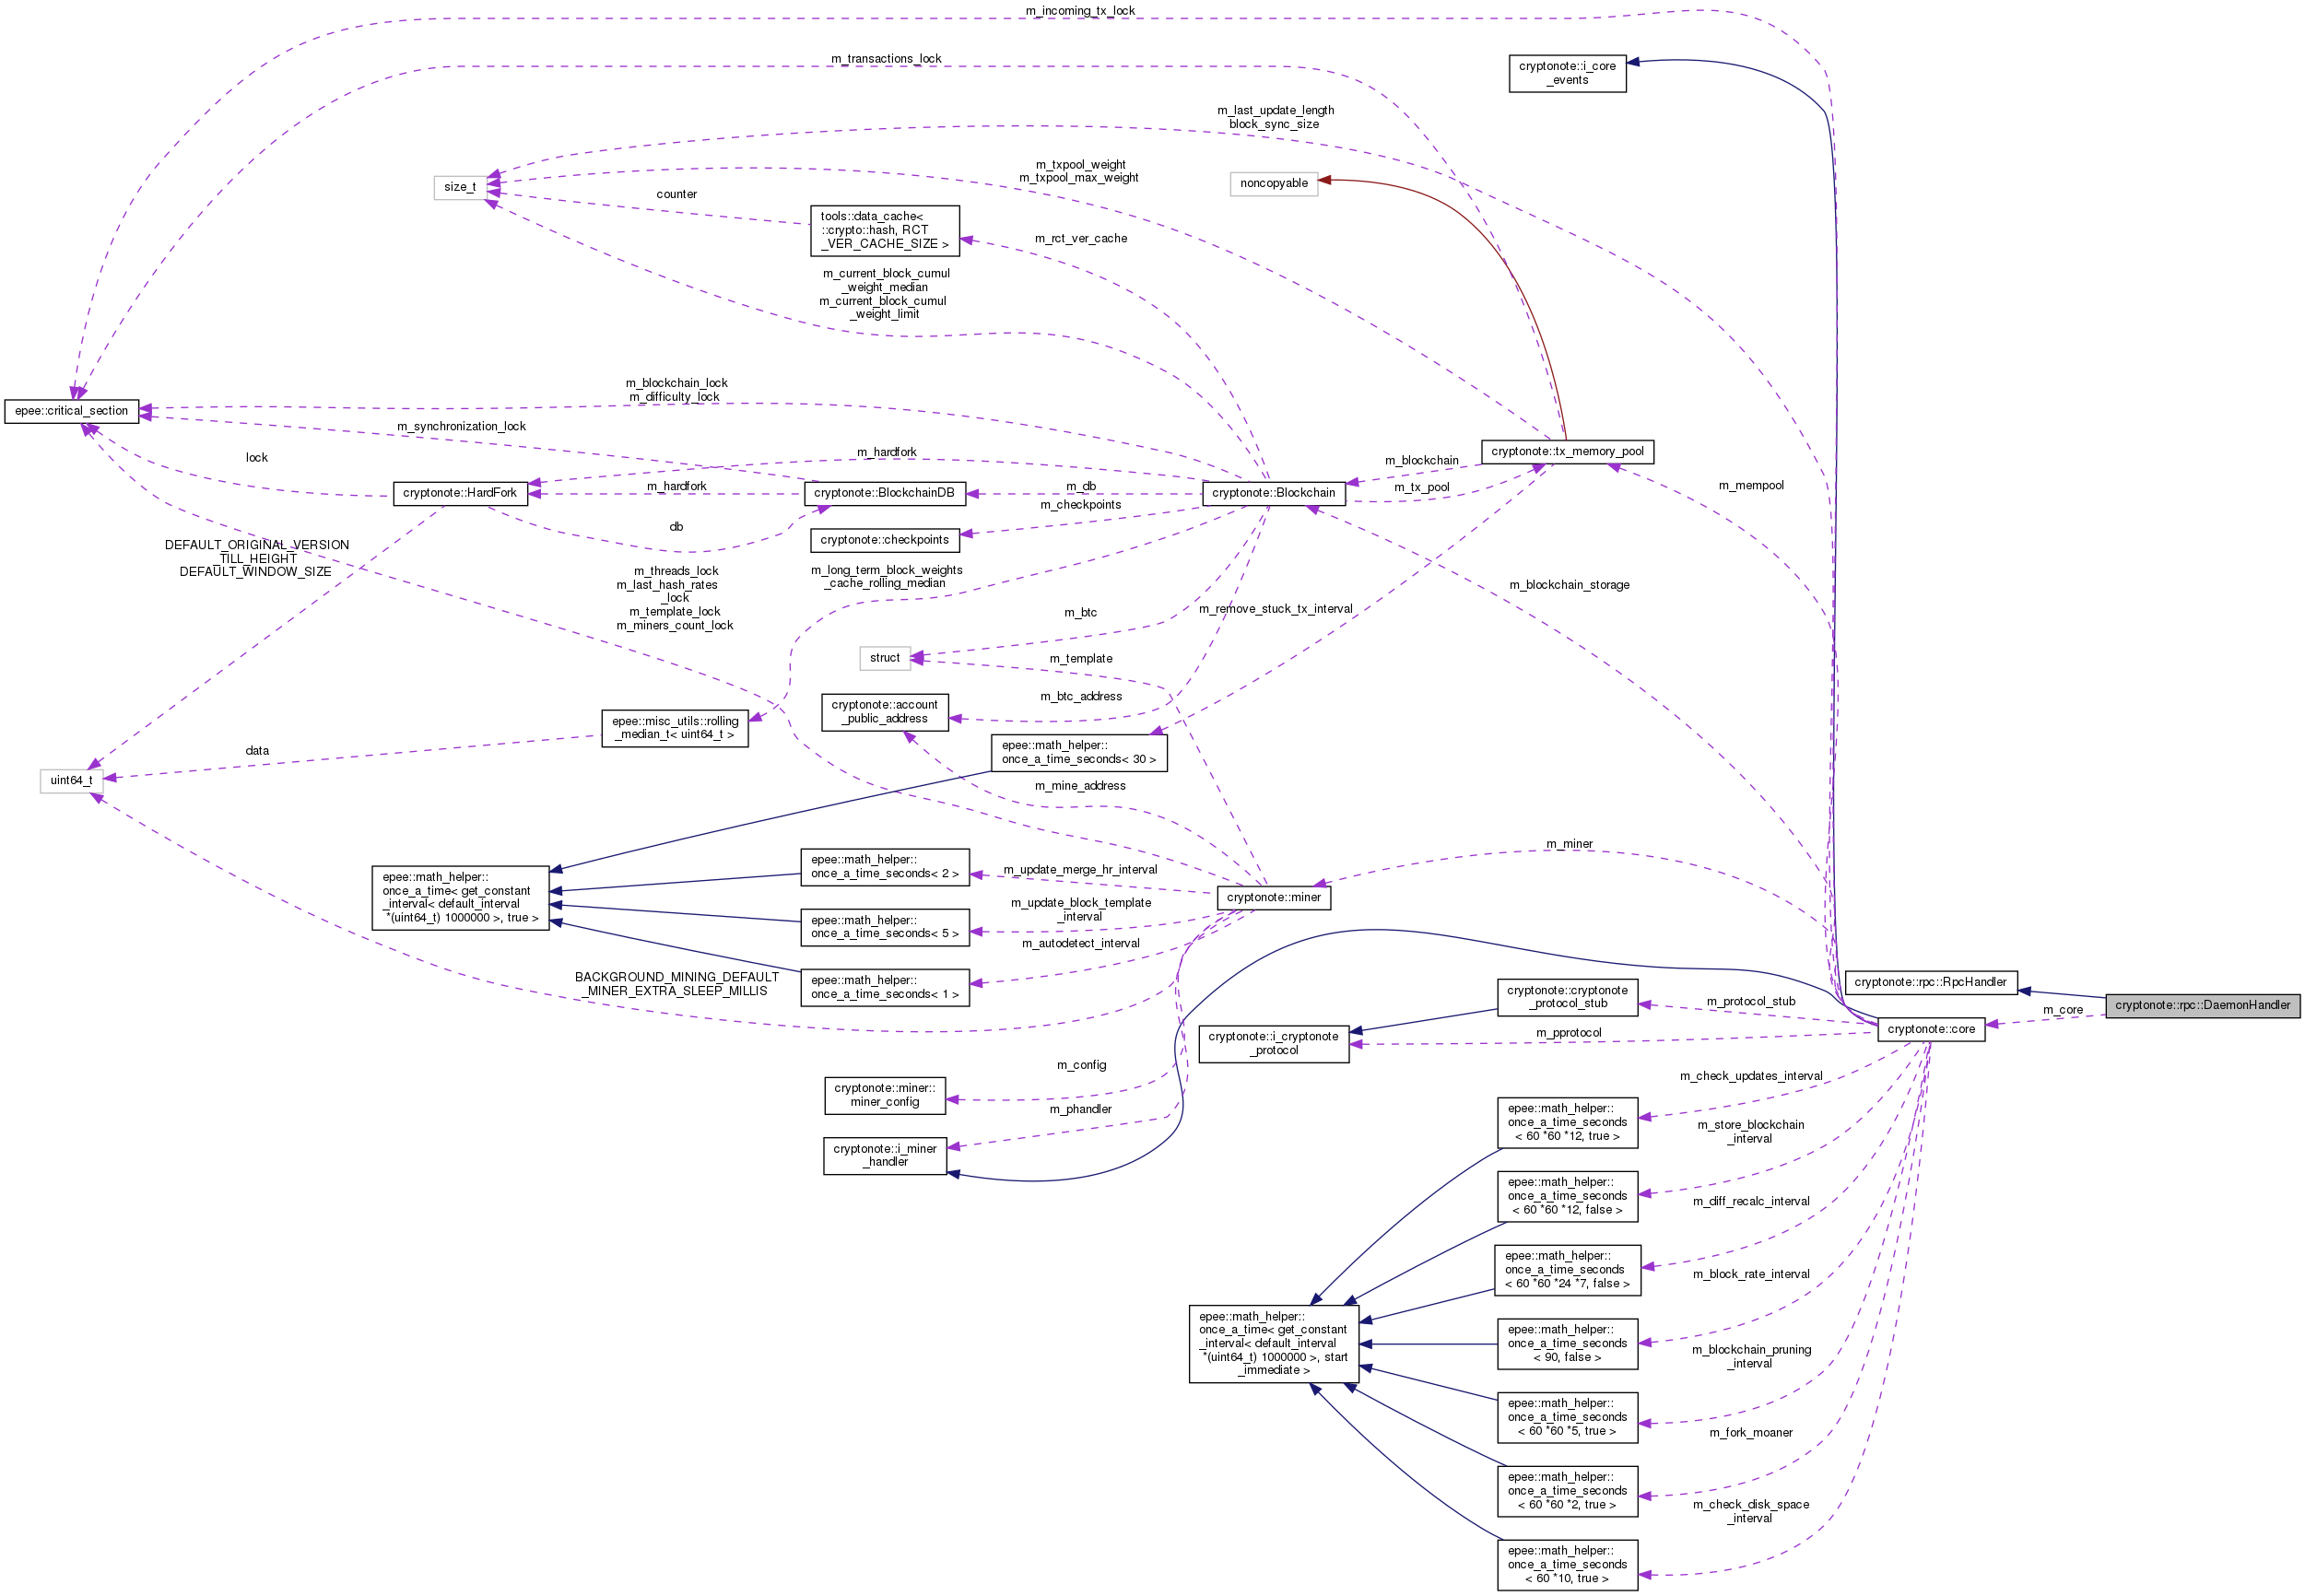 m_incoming_tx_lock
m_transactions_lock
cryptonote::i_core
_events
m_last_update_length
block_sync_size
m_txpool_weight
m_txpool_max_weight
size_t
noncopyable
counter
tools::data_cache<
::crypto::hash, RCT
_VER_CACHE_SIZE >
m_rct_ver_cache
m_current_block_cumul
_weight_median
m_current_block_cumul
_weight_limit
m_blockchain_lock
m_difficulty_lock
epee::critical_section
m_synchronization_lock
lock
m_hardfork
cryptonote::tx_memory_pool
m_blockchain
m_tx_pool
m_mempool
cryptonote::HardFork
m_hardfork
cryptonote::BlockchainDB
m_db
cryptonote::Blockchain
m_checkpoints
db
cryptonote::checkpoints
DEFAULT_ORIGINAL_VERSION
_TILL_HEIGHT
DEFAULT_WINDOW_SIZE
m_threads_lock
m_last_hash_rates
_lock
m_template_lock
m_miners_count_lock
m_long_term_block_weights
_cache_rolling_median
m_blockchain_storage
m_btc
m_remove_stuck_tx_interval
struct
m_template
m_btc_address
cryptonote::account
_public_address
epee::misc_utils::rolling
_median_t< uint64_t >
data
uint64_t
epee::math_helper::
once_a_time_seconds< 30 >
m_mine_address
m_miner
epee::math_helper::
once_a_time< get_constant
_interval< default_interval
 *(uint64_t) 1000000 >, true >
epee::math_helper::
once_a_time_seconds< 2 >
m_update_merge_hr_interval
cryptonote::miner
epee::math_helper::
once_a_time_seconds< 5 >
m_update_block_template
_interval
m_autodetect_interval
epee::math_helper::
once_a_time_seconds< 1 >
BACKGROUND_MINING_DEFAULT
_MINER_EXTRA_SLEEP_MILLIS
cryptonote::cryptonote
_protocol_stub
m_protocol_stub
cryptonote::rpc::RpcHandler
cryptonote::rpc::DaemonHandler
m_core
cryptonote::core
cryptonote::i_cryptonote
_protocol
m_pprotocol
m_config
cryptonote::miner::
miner_config
m_phandler
cryptonote::i_miner
_handler
m_check_updates_interval
epee::math_helper::
once_a_time_seconds
< 60 *60 *12, true >
m_store_blockchain
_interval
epee::math_helper::
once_a_time_seconds
< 60 *60 *12, false >
m_diff_recalc_interval
epee::math_helper::
once_a_time_seconds
< 60 *60 *24 *7, false >
m_block_rate_interval
epee::math_helper::
once_a_time< get_constant
_interval< default_interval
 *(uint64_t) 1000000 >, start
_immediate >
epee::math_helper::
once_a_time_seconds
< 90, false >
m_blockchain_pruning
_interval
epee::math_helper::
once_a_time_seconds
< 60 *60 *5, true >
m_fork_moaner
epee::math_helper::
once_a_time_seconds
< 60 *60 *2, true >
m_check_disk_space
_interval
epee::math_helper::
once_a_time_seconds
< 60 *10, true >